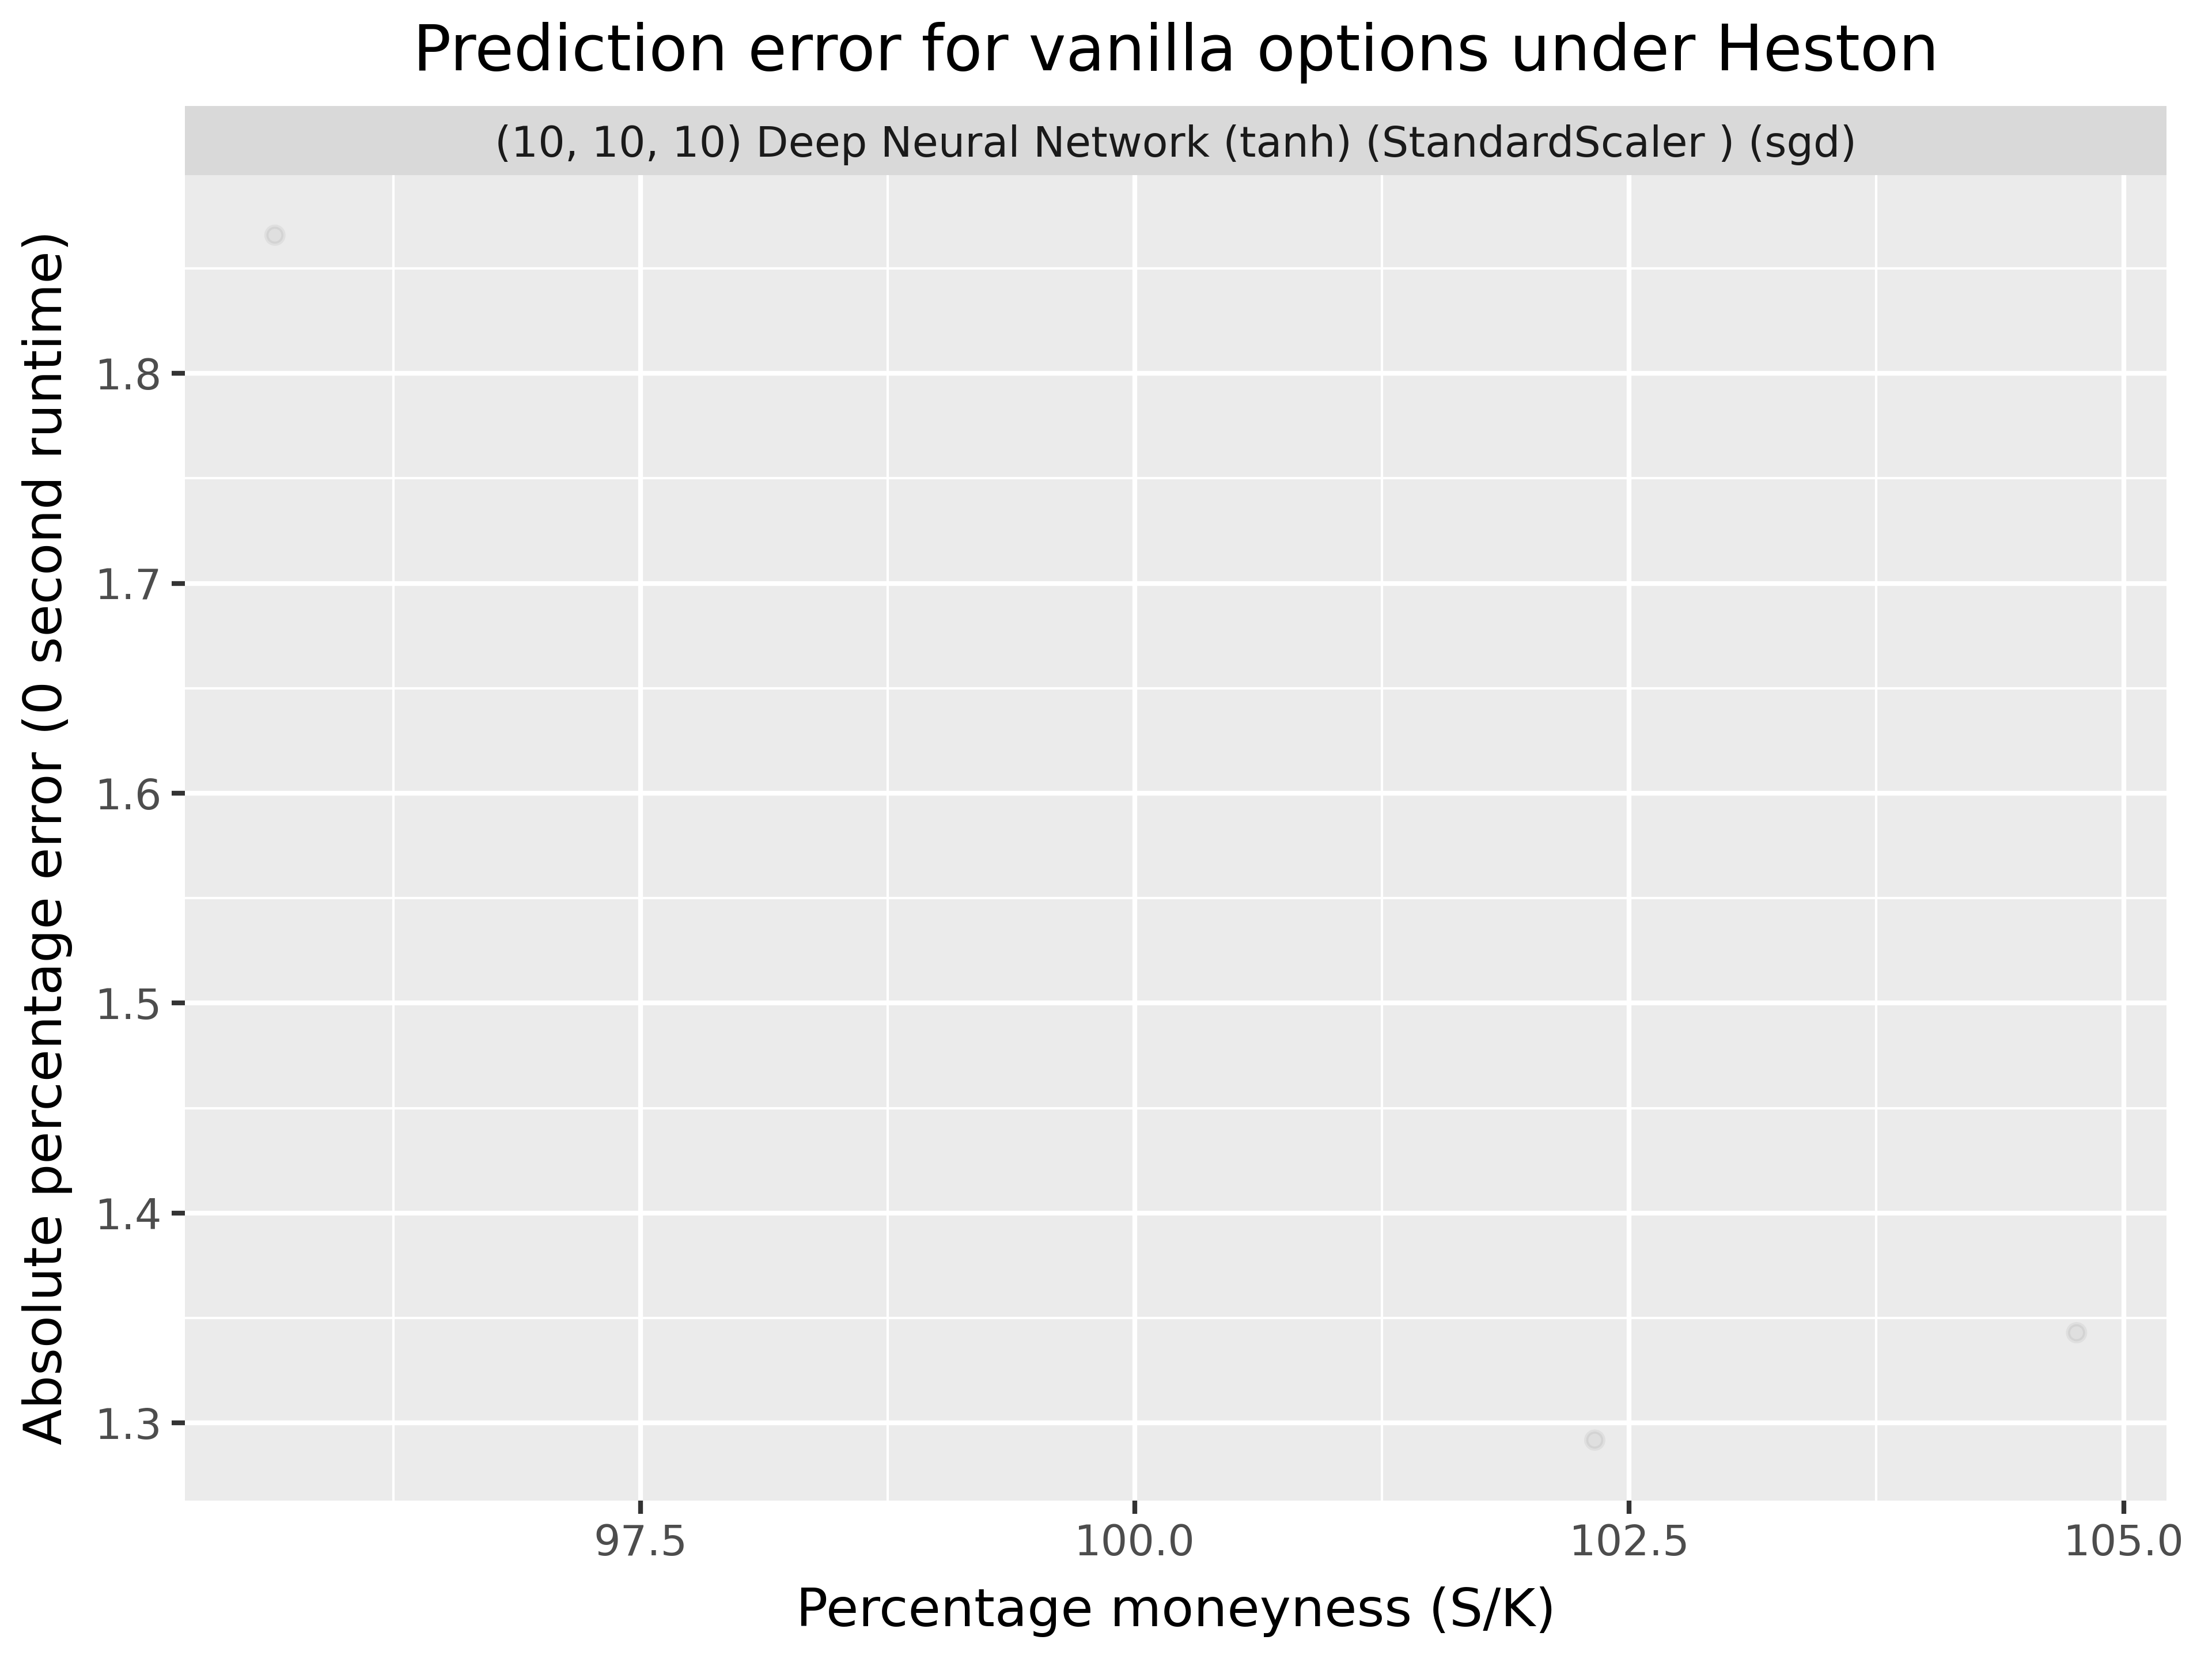 Prediction error for vanilla options under Heston
(10, 10, 10) Deep Neural Network (tanh) (StandardScaler ) (sgd)
Absolute percentage error (0 second runtime)
1.8
1.7
1.6
1.5
1.4
1.3
97.5
100.0
102.5
105.0
Percentage moneyness (S/K)